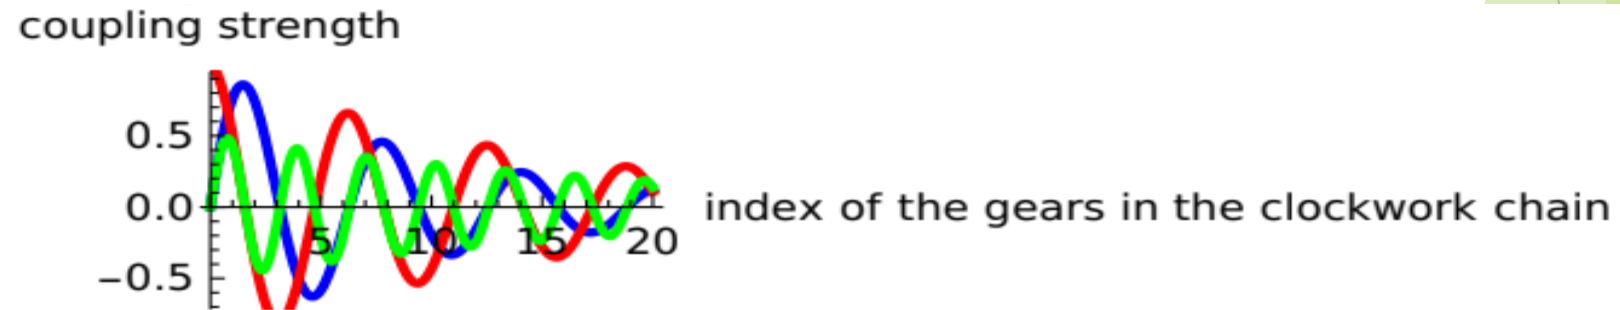 coupling strength
0.5
0.0
index of the gears in the clockwork chain
5 10 15 20
−0.5